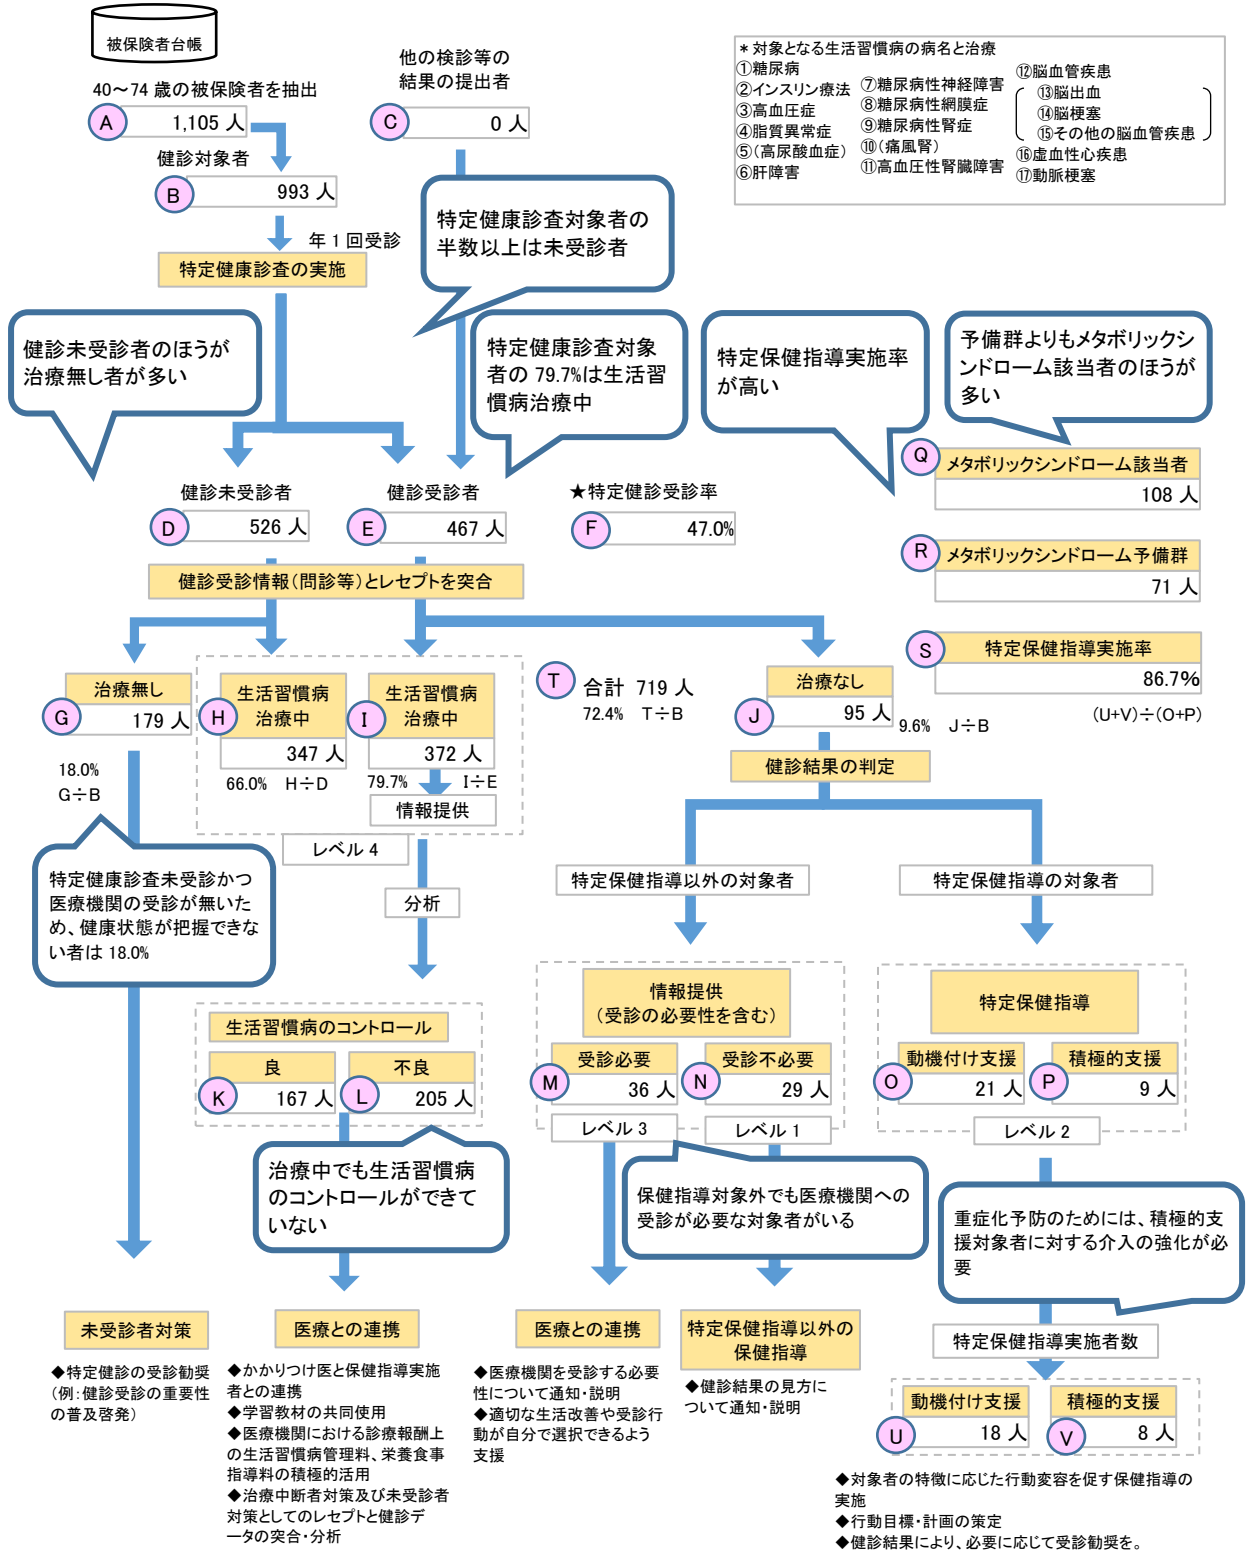 被保険者台帳
40～74 歳の被保険者を抽出
A
1,105 人
健診対象者
B
993 人
年 1 回受診
特定健康診査の実施
他の検診等の
結果の提出者
C
0 人
＊対象となる生活習慣病の病名と治療
①糖尿病
②インスリン療法
③高血圧症
④脂質異常症
⑤(高尿酸血症)
⑥肝障害
⑦糖尿病性神経障害
⑧糖尿病性網膜症
⑨糖尿病性腎症
⑩(痛風腎)
⑪高血圧性腎臓障害
⑫脳血管疾患
⑬脳出血
⑭脳梗塞
⑮その他の脳血管疾患
⑯虚血性心疾患
⑰動脈梗塞
特定健康診査対象者の
半数以上は未受診者
健診未受診者のほうが
治療無し者が多い
特定健康診査対象
者の 79.7%は生活習
慣病治療中
特定保健指導実施率
が高い
予備群よりもメタボリックシ
ンドローム該当者のほうが
多い
健診未受診者
D
526 人
健診受診者
E
467 人
★特定健診受診率
F
47.0%
Q
メタボリックシンドローム該当者
108 人
R
メタボリックシンドローム予備群
71 人
S
特定保健指導実施率
86.7%
(U+V)÷(O+P)
健診受診情報(問診等)とレセプトを突合
治療無し
G
179 人
18.0%
G÷B
生活習慣病
治療中
H
347 人
66.0% H÷D
生活習慣病
治療中
I
372 人
79.7% I÷E
情報提供
レベル 4
T
合計 719 人
72.4% T÷B
治療なし
J
95 人
9.6% J÷B
健診結果の判定
特定健康診査未受診かつ
医療機関の受診が無いた
め、健康状態が把握できな
い者は 18.0%
分析
特定保健指導以外の対象者
特定保健指導の対象者
生活習慣病のコントロール
良
K
167 人
不良
L
205 人
情報提供
(受診の必要性を含む)
受診必要
M
36 人
受診不必要
N
29 人
レベル 3
レベル 1
特定保健指導
動機付け支援
O
21 人
積極的支援
P
9 人
レベル 2
治療中でも生活習慣病
のコントロールができて
いない
保健指導対象外でも医療機関への
受診が必要な対象者がいる
重症化予防のためには、積極的支
援対象者に対する介入の強化が必
要
未受診者対策
◆特定健診の受診勧奨
(例:健診受診の重要性
の普及啓発)
医療との連携
◆かかりつけ医と保健指導実施
者との連携
◆学習教材の共同使用
◆医療機関における診療報酬上
の生活習慣病管理料、栄養食事
指導料の積極的活用
◆治療中断者対策及び未受診者
対策としてのレセプトと健診デ
ータの突合・分析
医療との連携
◆医療機関を受診する必要
性について通知・説明
◆適切な生活改善や受診行
動が自分で選択できるよう
支援
特定保健指導以外の
保健指導
◆健診結果の見方に
ついて通知・説明
特定保健指導実施者数
動機付け支援
U
18 人
積極的支援
V
8 人
◆対象者の特徴に応じた行動変容を促す保健指導の
実施
◆行動目標・計画の策定
◆健診結果により、必要に応じて受診勧奨を。